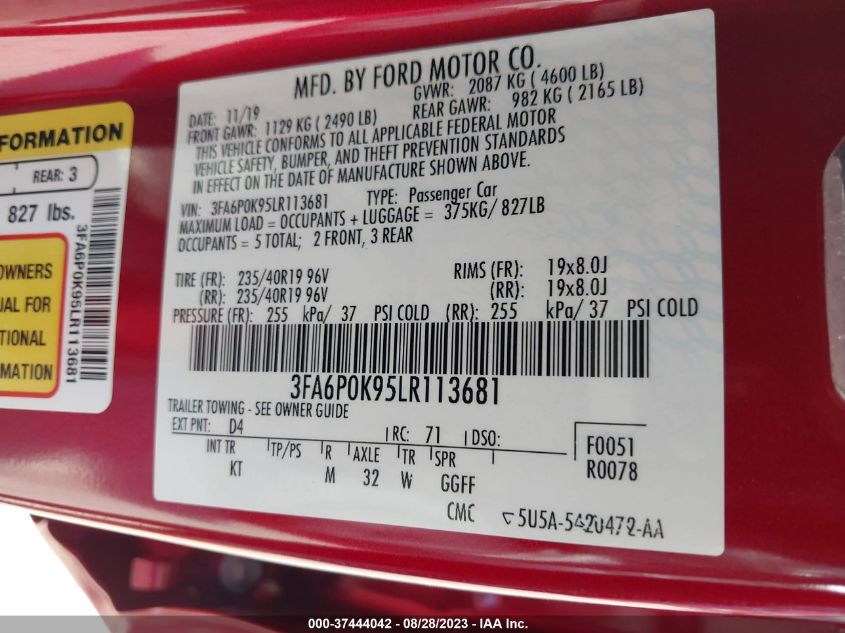 MFD. BY FORD MOTOR CO.
DATE: 11/19 GVWR: 2087 KG ( 4600 LB)
FRONT GAWR: 1129 KG ( 2490 LB) REAR GAWR: 982 KG ( 2165 LB)
THIS VEHICLE CONFORMS TO ALL APPLICABLE FEDERAL MOTOR
VEHICLE SAFETY, BUMPER, AND THEFT PREVENTION STANDARDS
IN EFFECT ON THE DATE OF MANUFACTURE SHOWN ABOVE.
VIN: 3FA6P0K95LR113681 TYPE: Passenger Car
MAXIMUM LOAD = OCCUPANTS + LUGGAGE = 375KG/ 827LB
OCCUPANTS = 5 TOTAL; 2 FRONT, 3 REAR
TIRE (FR): 235/40R19 96V RIMS (FR): 19x8.0J
(RR): 235/40R19 96V (RR): 19x8.0J
PRESSURE (FR): 255 kPa/ 37 PSI COLD (RR): 255 kPa/ 37 PSI COLD
3FA6P0K95LR113681
TRAILER TOWING - SEE OWNER GUIDE
EXT PNT: D4 RC: 71 DSO:
INT TR TP/PS R AXLE TR SPR
KT M 32 W GGFF
F0051
R0078
CMC 5U5A-5420472-AA
FORMATION
REAR: 3
827 lbs.
OWNERS
UAL FOR
TIONAL
MATION
3FA6P0K95LR113681
000-37444042 - 08/28/2023 - IAA Inc.